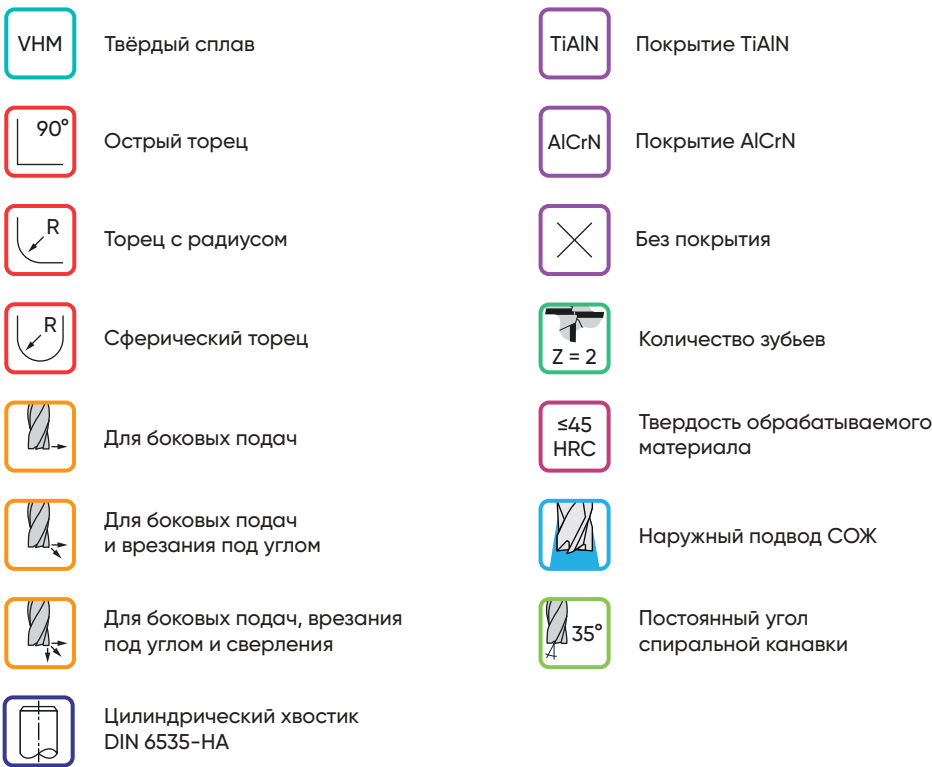 VHM
Твёрдый сплав
90°
Острый торец
R
Торец с радиусом
R
Сферический торец
Для боковых подач
Для боковых подач
и врезания под углом
Для боковых подач, врезания
под углом и сверления
Цилиндрический хвостик
DIN 6535-HA
TiAlN
Покрытие TiAlN
AlCrN
Покрытие AlCrN
Без покрытия
Z = 2
Количество зубьев
≤45
HRC
Твердость обрабатываемого
материала
Наружный подвод СОЖ
35°
Постоянный угол
спиральной канавки